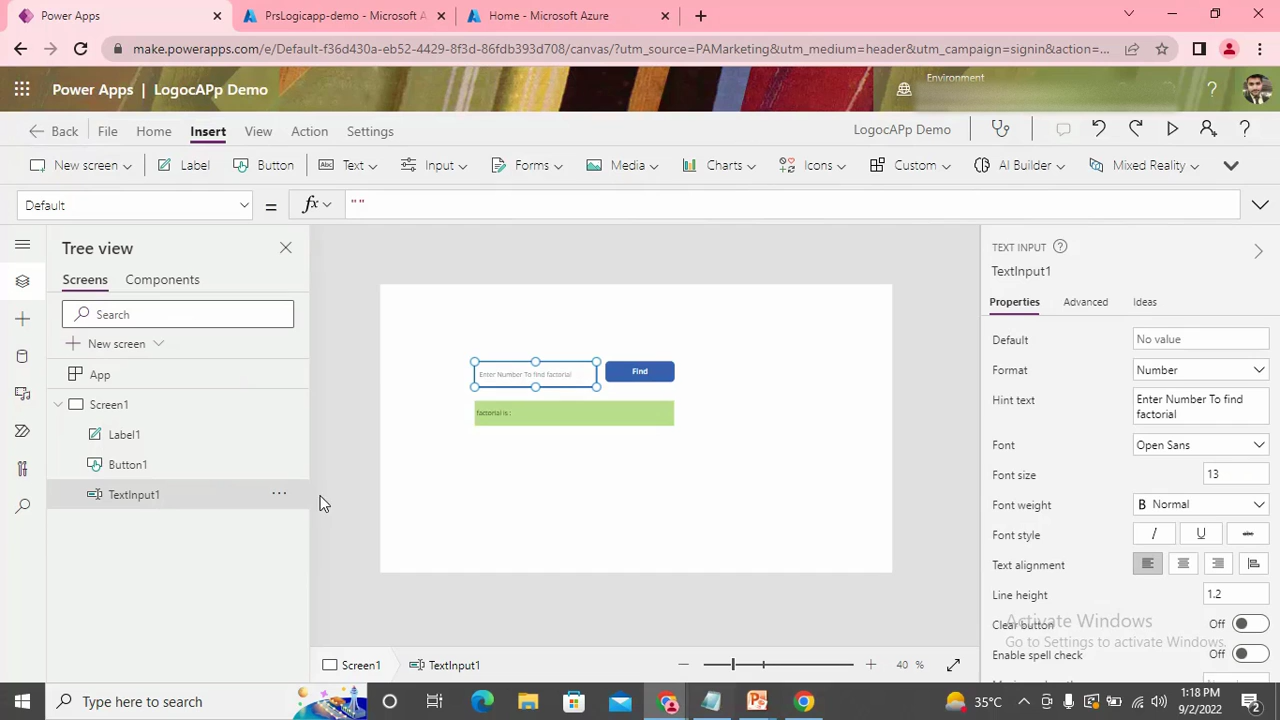 Power Apps
PrsLogicapp-demo - Microsoft A
Home - Microsoft Azure
make.powerapps.com/e/Default-f36d430a-eb52-4429-8f3d-86fdb3963d708/canvas/?utm_source=PAMarketing&utm_medium=header&utm_campaign=signin&action=...
Power Apps LogocAPp Demo
Environment
Back File Home Insert View Action Settings LogocAPp Demo
New screen Label Button Text Input Forms Media Charts Icons Custom AI Builder Mixed Reality
Default = fx ""
Tree view
Screens Components
Search
New screen
App
Screen1
Label1
Button1
TextInput1
Enter Number To find factorial Find
factorial is :
Screen1 TextInput1 40 %
TEXT INPUT
TextInput1
Properties Advanced Ideas
Default No value
Format Number
Hint text Enter Number To find
factorial
Font Open Sans
Font size 13
Font weight B Normal
Font style
Text alignment
Line height 1.2
Clear button Off
Enable spell check Off
Activate Windows
Go to Settings to activate Windows.
Type here to search
35°C
1:18 PM
9/2/2022
2